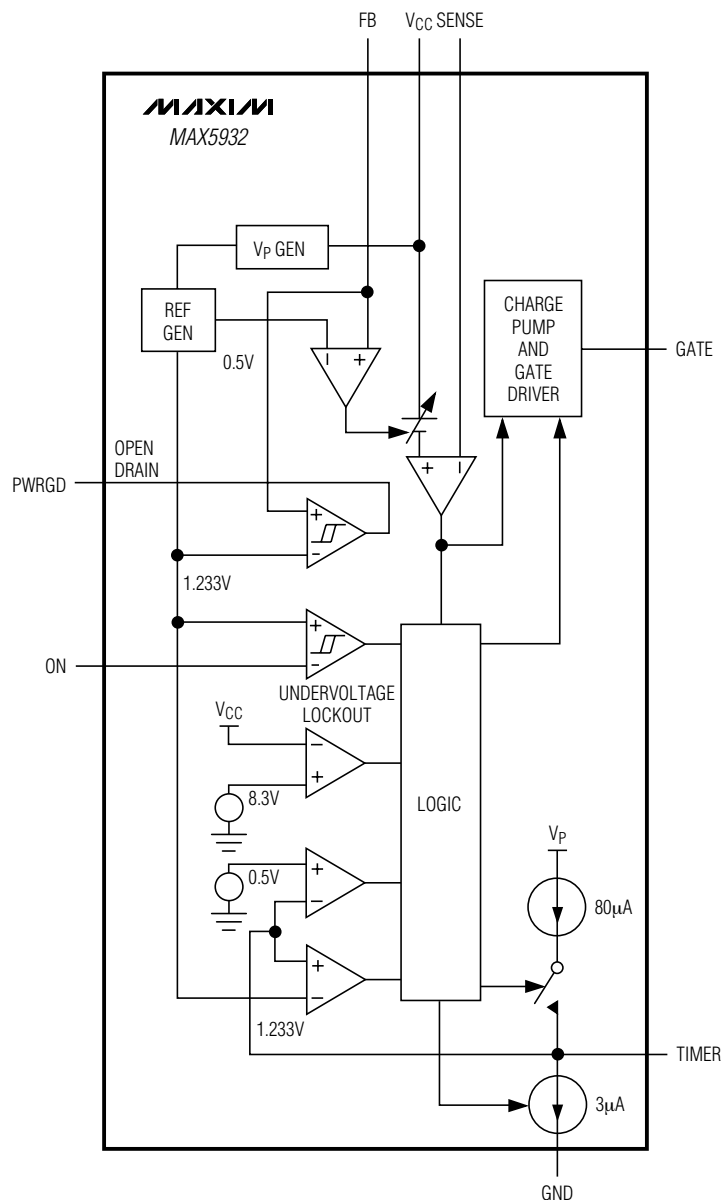 FB
VCC SENSE
MAXIM
MAX5932
VP GEN
REF
GEN
0.5V
CHARGE
PUMP
AND
GATE
DRIVER
GATE
OPEN
DRAIN
PWRGD
1.233V
ON
UNDERVOLTAGE
LOCKOUT
VCC
8.3V
LOGIC
0.5V
VP
80µA
1.233V
TIMER
3µA
GND